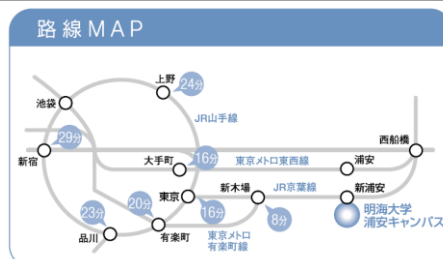 路線MAP
上野
24分
池袋
JR山手線
29分
西船橋
新宿
大手町
16分
東京メトロ東西線
浦安
20分
東京
新木場
JR京葉線
新浦安
23分
16分
8分
明海大学
浦安キャンパス
品川
有楽町
東京メトロ
有楽町線